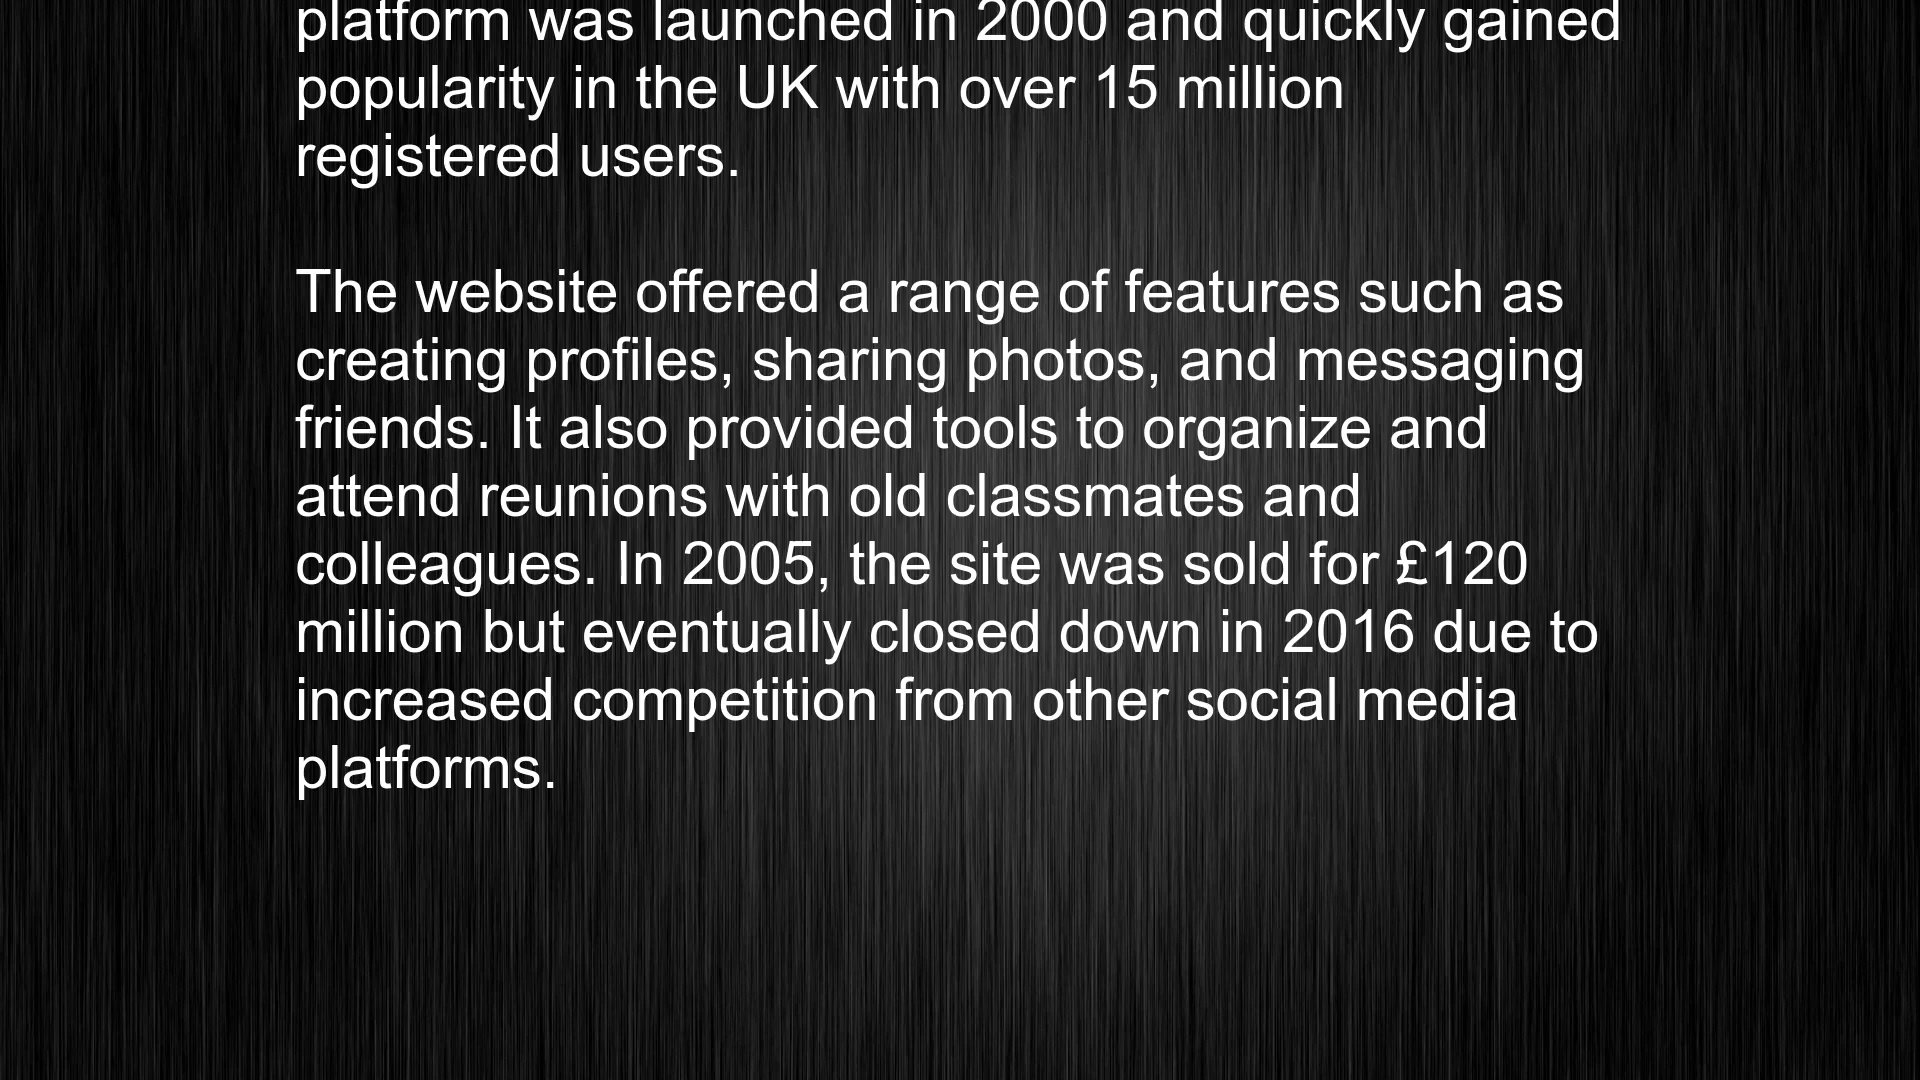 platform was launched in 2000 and quickly gained
popularity in the UK with over 15 million
registered users.
The website offered a range of features such as
creating profiles, sharing photos, and messaging
friends. It also provided tools to organize and
attend reunions with old classmates and
colleagues. In 2005, the site was sold for £120
million but eventually closed down in 2016 due to
increased competition from other social media
platforms.